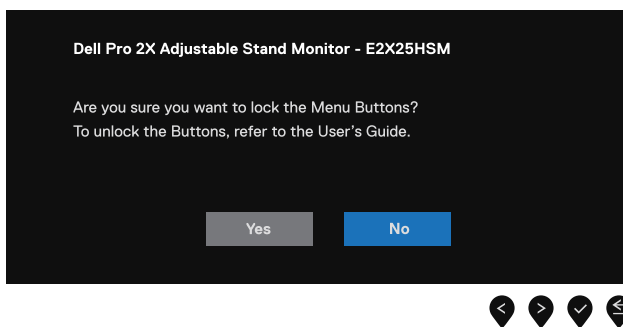 Dell Pro 2X Adjustable Stand Monitor - E2X25HSM
Are you sure you want to lock the Menu Buttons?
To unlock the Buttons, refer to the User’s Guide.
Yes
No